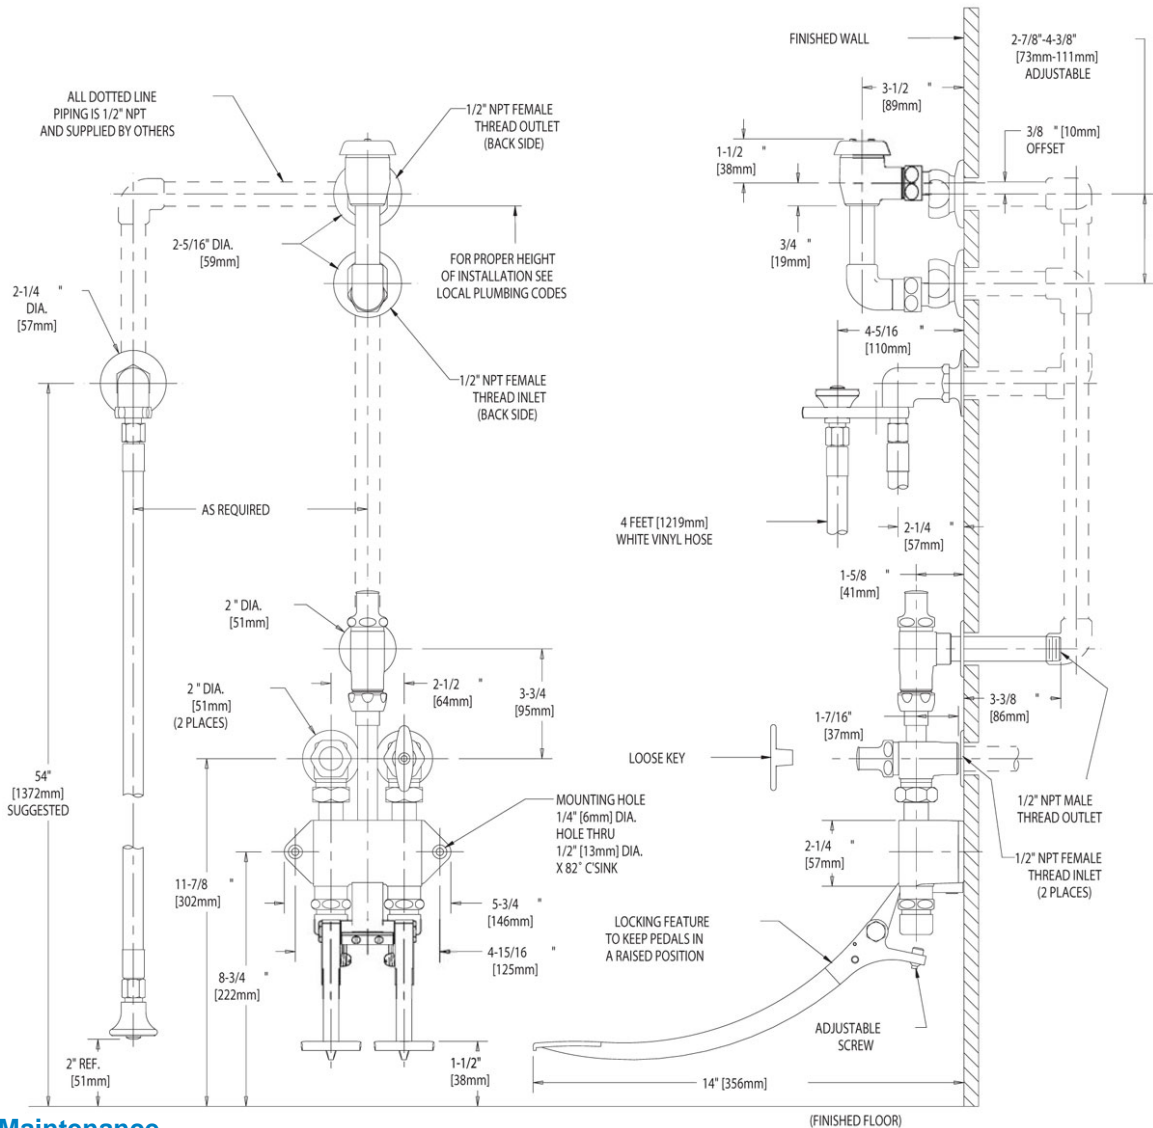 FINISHED WALL
2-7/8"-4-3/8"
[73mm-111mm]
ADJUSTABLE
ALL DOTTED LINE
PIPING IS 1/2" NPT
AND SUPPLIED BY OTHERS
1/2" NPT FEMALE
THREAD OUTLET
(BACK SIDE)
3-1/2 "
[89mm]
1-1/2 "
[38mm]
3/8 " [10mm]
OFFSET
2-5/16" DIA.
[59mm]
FOR PROPER HEIGHT
OF INSTALLATION SEE
LOCAL PLUMBING CODES
3/4 "
[19mm]
2-1/4 "
DIA.
[57mm]
4-5/16 "
[110mm]
1/2" NPT FEMALE
THREAD INLET
(BACK SIDE)
AS REQUIRED
4 FEET [1219mm]
WHITE VINYL HOSE
2-1/4 "
[57mm]
1-5/8 "
[41mm]
2 " DIA.
[51mm]
2 " DIA.
[51mm]
(2 PLACES)
2-1/2 "
[64mm]
3-3/4 "
[95mm]
3-3/8 "
[86mm]
1-7/16"
[37mm]
LOOSE KEY
54"
[1372mm]
SUGGESTED
MOUNTING HOLE
1/4" [6mm] DIA.
HOLE THRU
1/2" [13mm] DIA.
X 82° C'SINK
1/2" NPT MALE
THREAD OUTLET
2-1/4 "
[57mm]
1/2" NPT FEMALE
THREAD INLET
(2 PLACES)
11-7/8 "
[302mm]
5-3/4 "
[146mm]
LOCKING FEATURE
TO KEEP PEDALS IN
A RAISED POSITION
4-15/16 "
[125mm]
8-3/4 "
[222mm]
ADJUSTABLE
SCREW
2" REF.
[51mm]
1-1/2"
[38mm]
14" [356mm]
(FINISHED FLOOR)
Maintenance